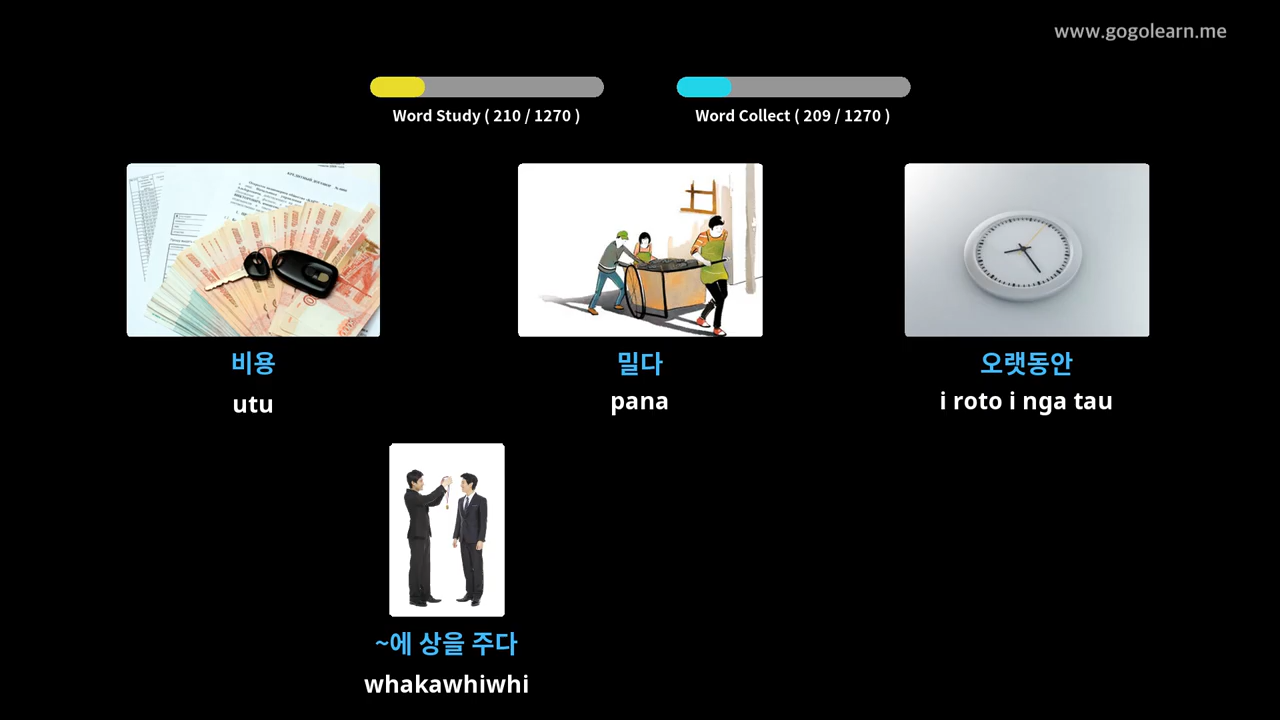 www.gogolearn.me
Word Study ( 210 / 1270 )
Word Collect ( 209 / 1270 )
비용
밀다
오랫동안
utu
pana
i roto i nga tau
~에 상을 주다
whakawhiwhi